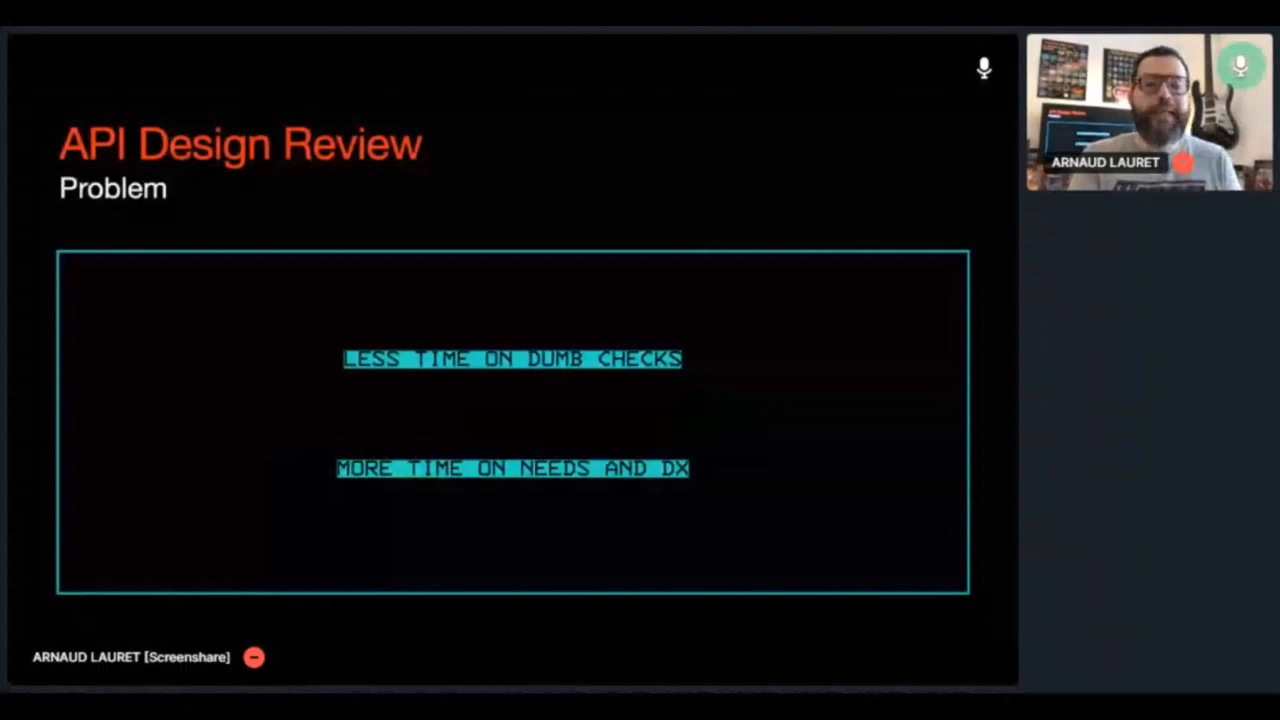 API Design Review
Problem
LESS TIME ON DUMB CHECKS
MORE TIME ON NEEDS AND DX
ARNAUD LAURET [Screenshare]
ARNAUD LAURET